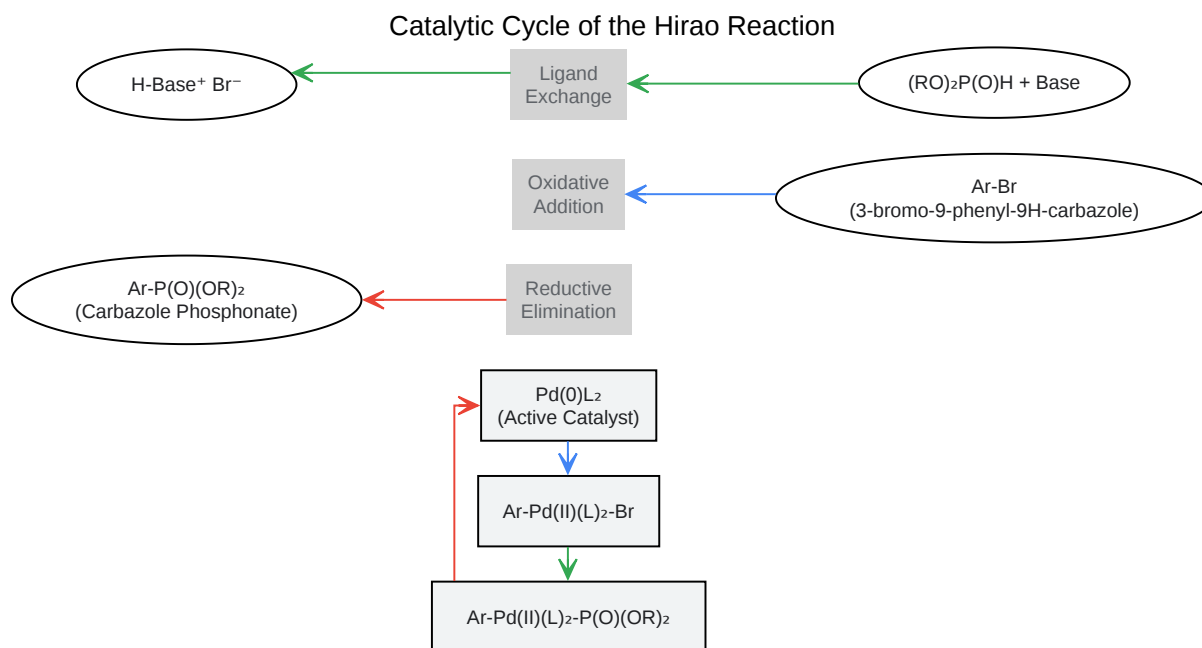 Catalytic Cycle of the Hirao Reaction
H-Base⁺ Br⁻
Ligand
Exchange
(RO)₂P(O)H + Base
Oxidative
Addition
Ar-Br
(3-bromo-9-phenyl-9H-carbazole)
Ar-P(O)(OR)₂
(Carbazole Phosphonate)
Reductive
Elimination
Pd(0)L₂
(Active Catalyst)
Ar-Pd(II)(L)₂-Br
Ar-Pd(II)(L)₂-P(O)(OR)₂